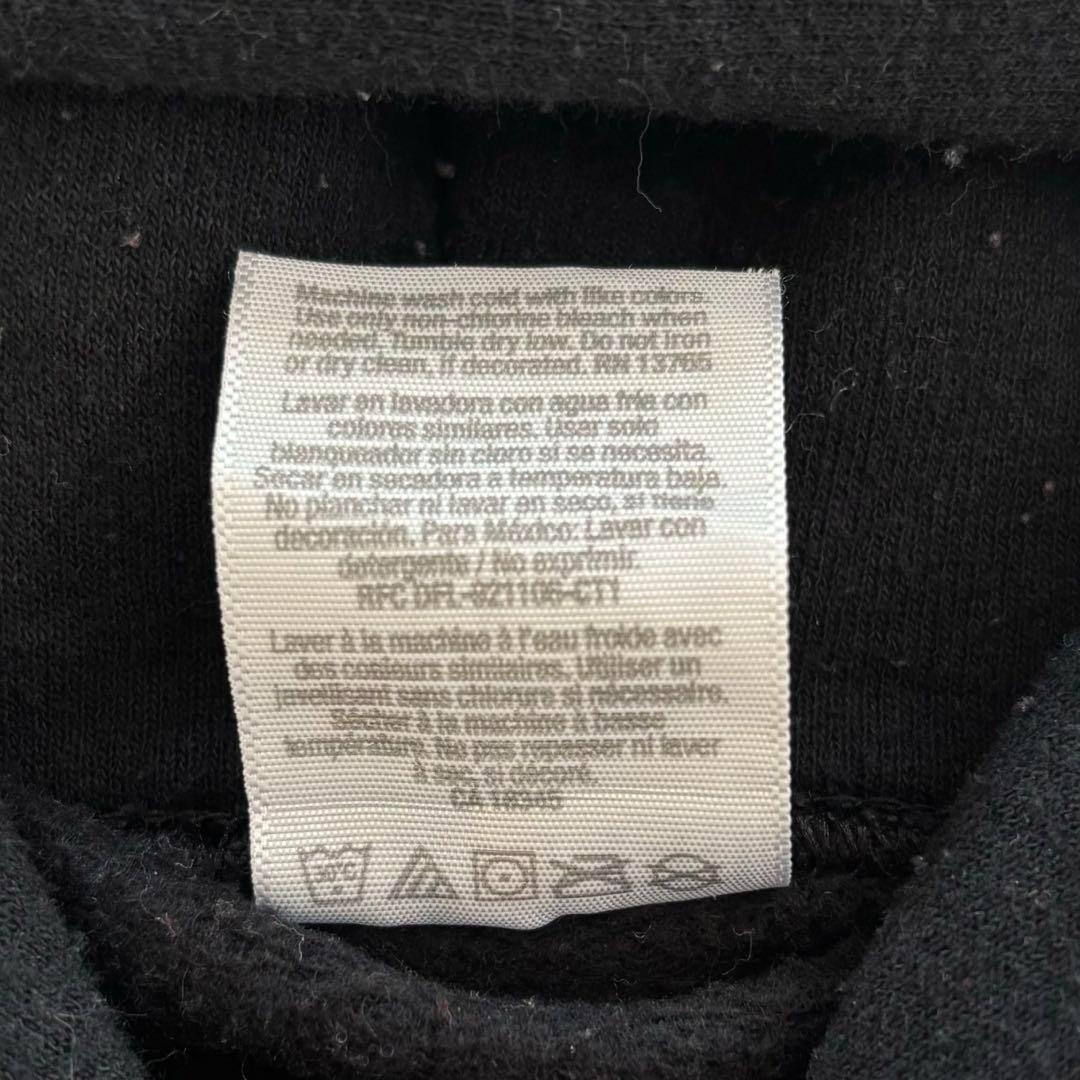 Machine wash cold with like colors.
Use only non-chlorine bleach when
needed. Tumble dry low. Do not iron
or dry clean, if decorated. RN 13765
Lavar en lavadora con agua fría con
colores similares. Usar solo
blanqueador sin cloro si se necesita.
Secar en secadora a temperatura baja.
No planchar ni lavar en seco, si tiene
decoración. Para México: Lavar con
detergente / No exprimir.
RFC DFL-921106-CT1
Laver à la machine à l'eau froide avec
des couleurs similaires. Utiliser un
javellisant sans chlorure si nécessaire.
Sécher à la machine à basse
température. Ne pas repasser ni laver
à sec, si décoré.
CA 18345
30°C